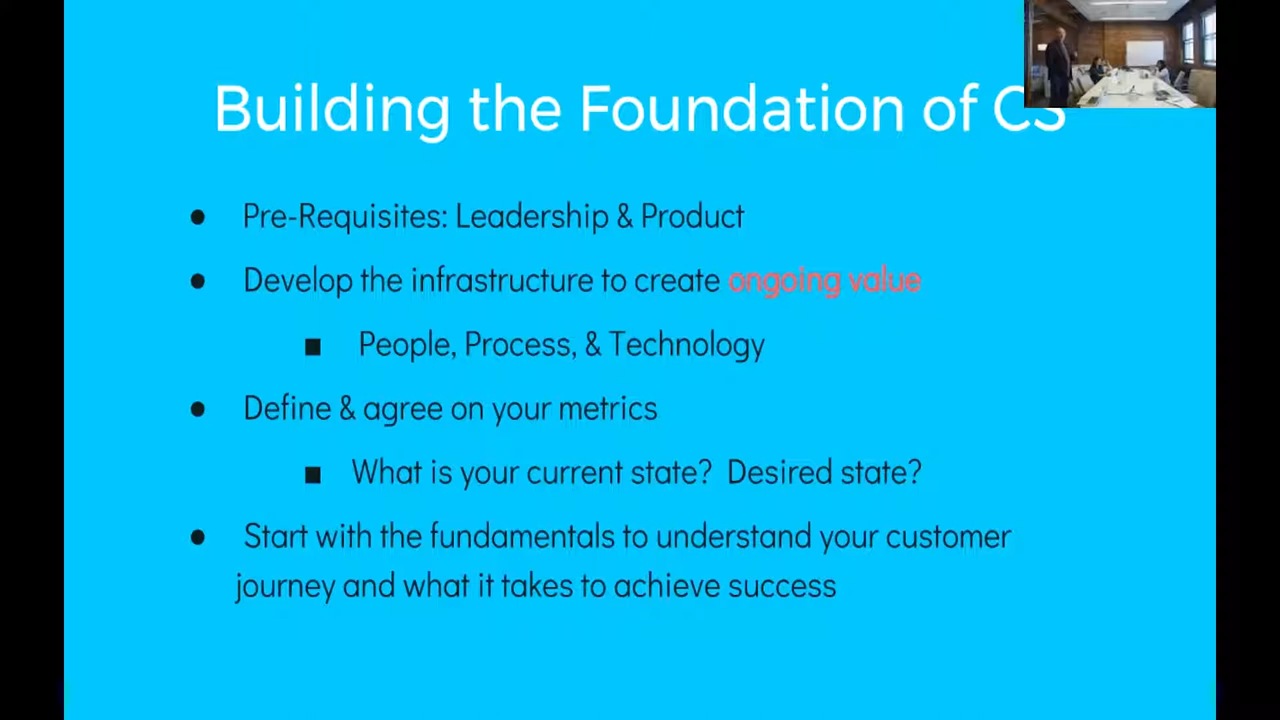 Building the Foundation of CS
● Pre-Requisites: Leadership & Product
● Develop the infrastructure to create ongoing value
■ People, Process, & Technology
● Define & agree on your metrics
■ What is your current state? Desired state?
● Start with the fundamentals to understand your customer
journey and what it takes to achieve success